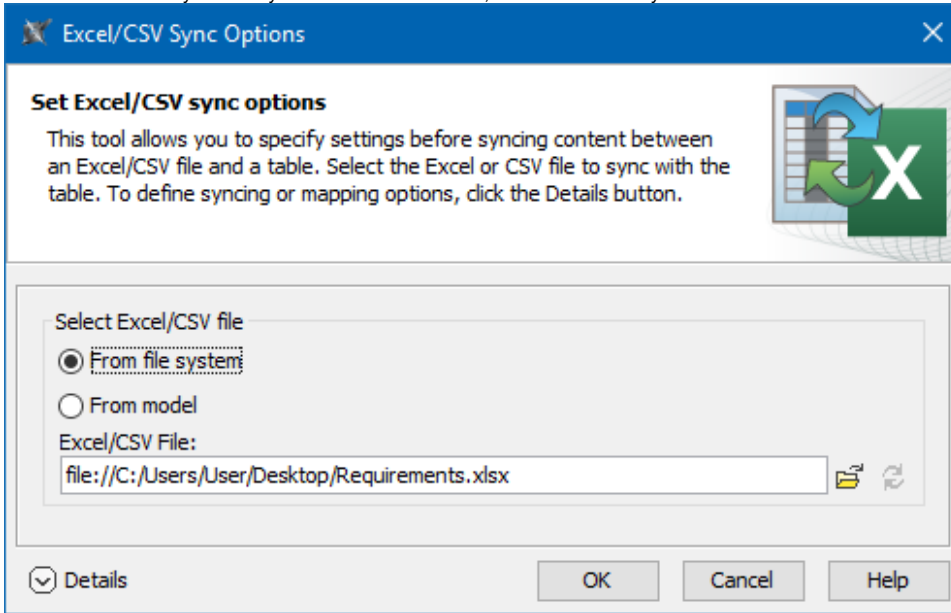 Excel/CSV Sync Options
Set Excel/CSV sync options
This tool allows you to specify settings before syncing content between
an Excel/CSV file and a table. Select the Excel or CSV file to sync with the
table. To define syncing or mapping options, click the Details button.
X
Select Excel/CSV file
From file system
From model
Excel/CSV File:
file://C:/Users/User/Desktop/Requirements.xlsx
Details
OK
Cancel
Help